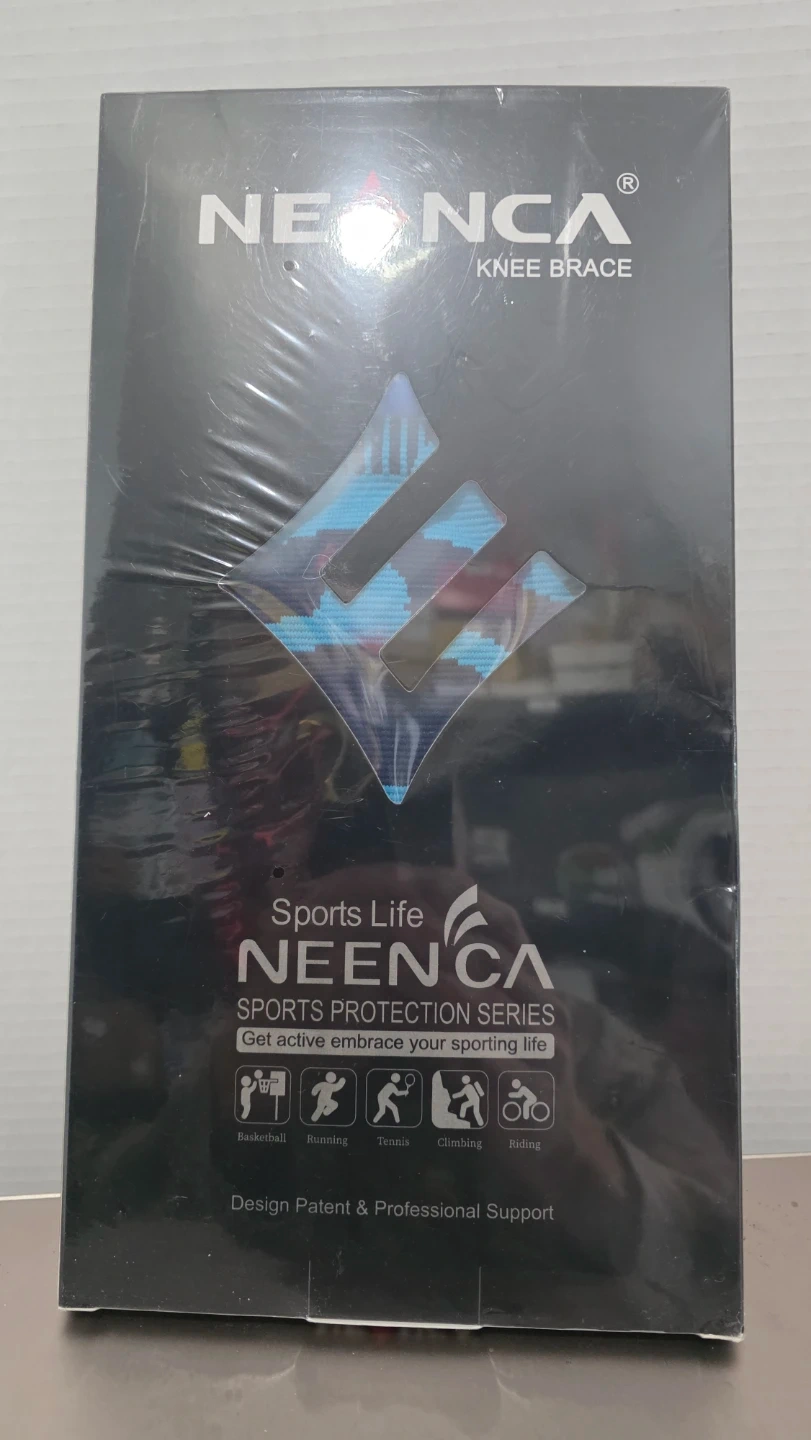 NEENCA®
KNEE BRACE
Sports Life
NEENCA
SPORTS PROTECTION SERIES
Get active embrace your sporting life
Basketball Running Tennis Climbing Riding
Design Patent & Professional Support